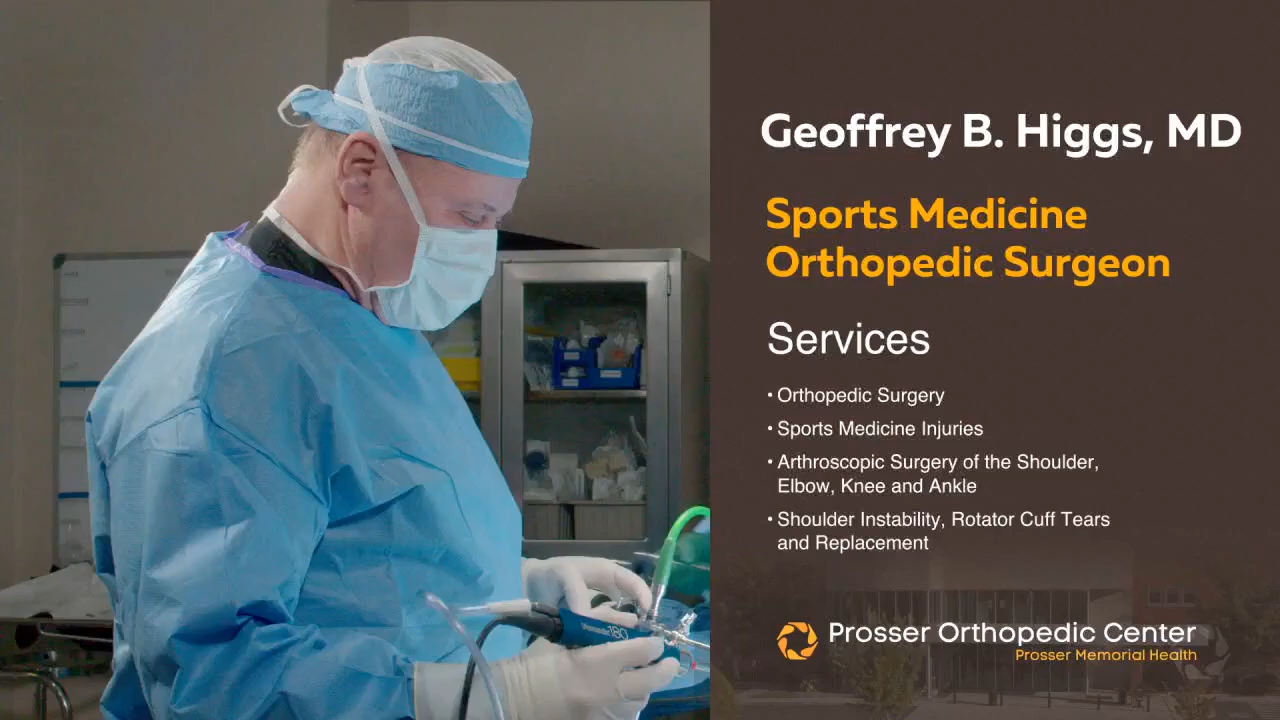 Geoffrey B. Higgs, MD
Sports Medicine
Orthopedic Surgeon
Services
• Orthopedic Surgery
• Sports Medicine Injuries
• Arthroscopic Surgery of the Shoulder,
Elbow, Knee and Ankle
• Shoulder Instability, Rotator Cuff Tears
and Replacement
Prosser Orthopedic Center
Prosser Memorial Health
180